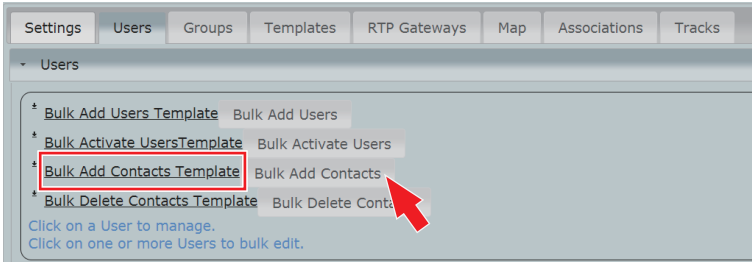 Settings Users Groups Templates RTP Gateways Map Associations Tracks
Users
* Bulk Add Users Template Bulk Add Users
* Bulk Activate UsersTemplate Bulk Activate Users
* Bulk Add Contacts Template Bulk Add Contacts
* Bulk Delete Contacts Template Bulk Delete
Click on a User to manage.
Click on one or more Users to bulk edit.